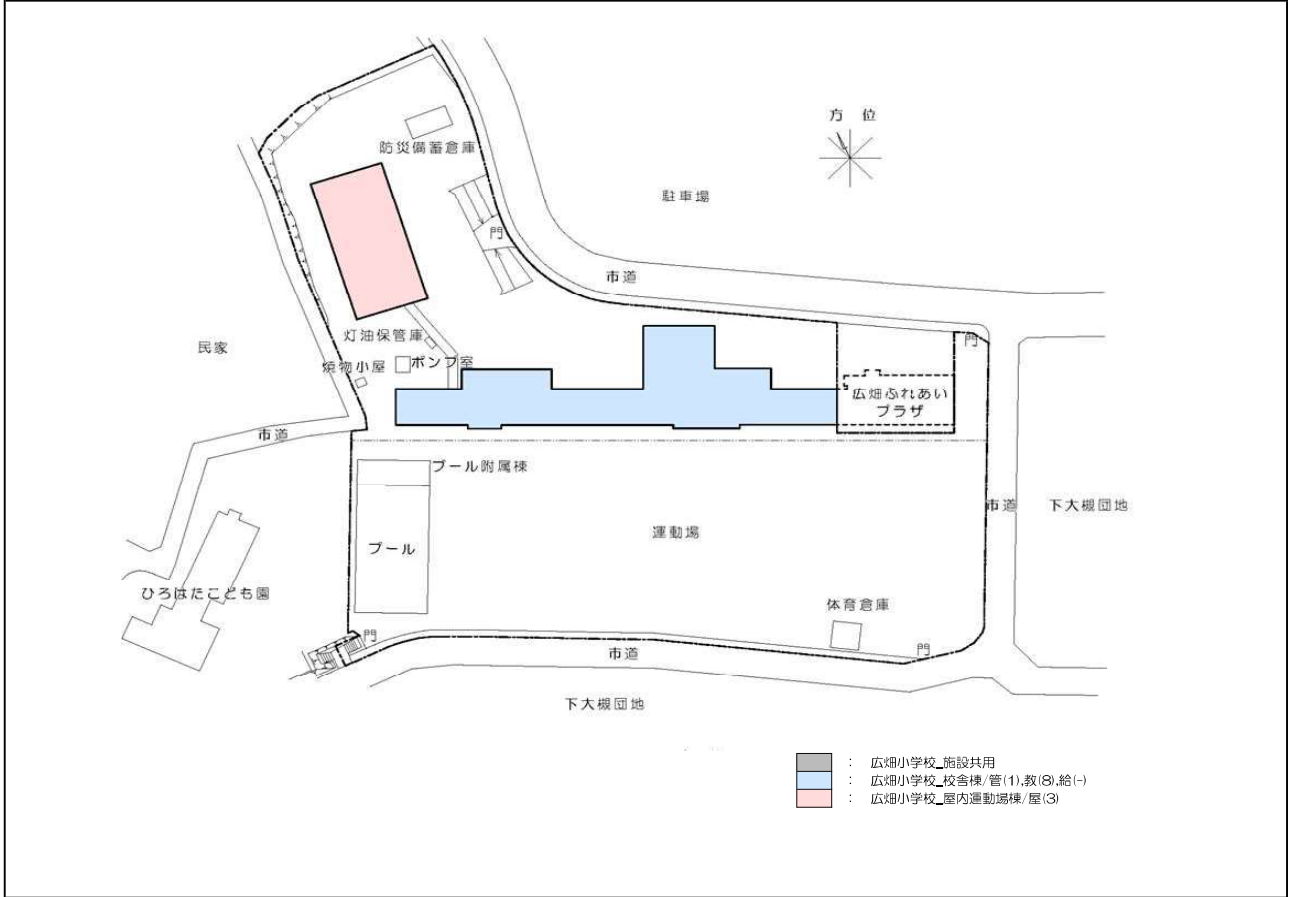 方 位
防災備蓄倉庫
駐車場
門
市道
灯油保管庫
民家
焼物小屋
ポンプ室
門
広畑ふれあい
プラザ
市道
プール附属棟
市道
下大槻団地
運動場
プール
ひろはたこども園
体育倉庫
門
市道
門
下大槻団地
： 広畑小学校_施設共用
： 広畑小学校_校舎棟/管(1),教(8),給(-)
： 広畑小学校_屋内運動場棟/屋(3)